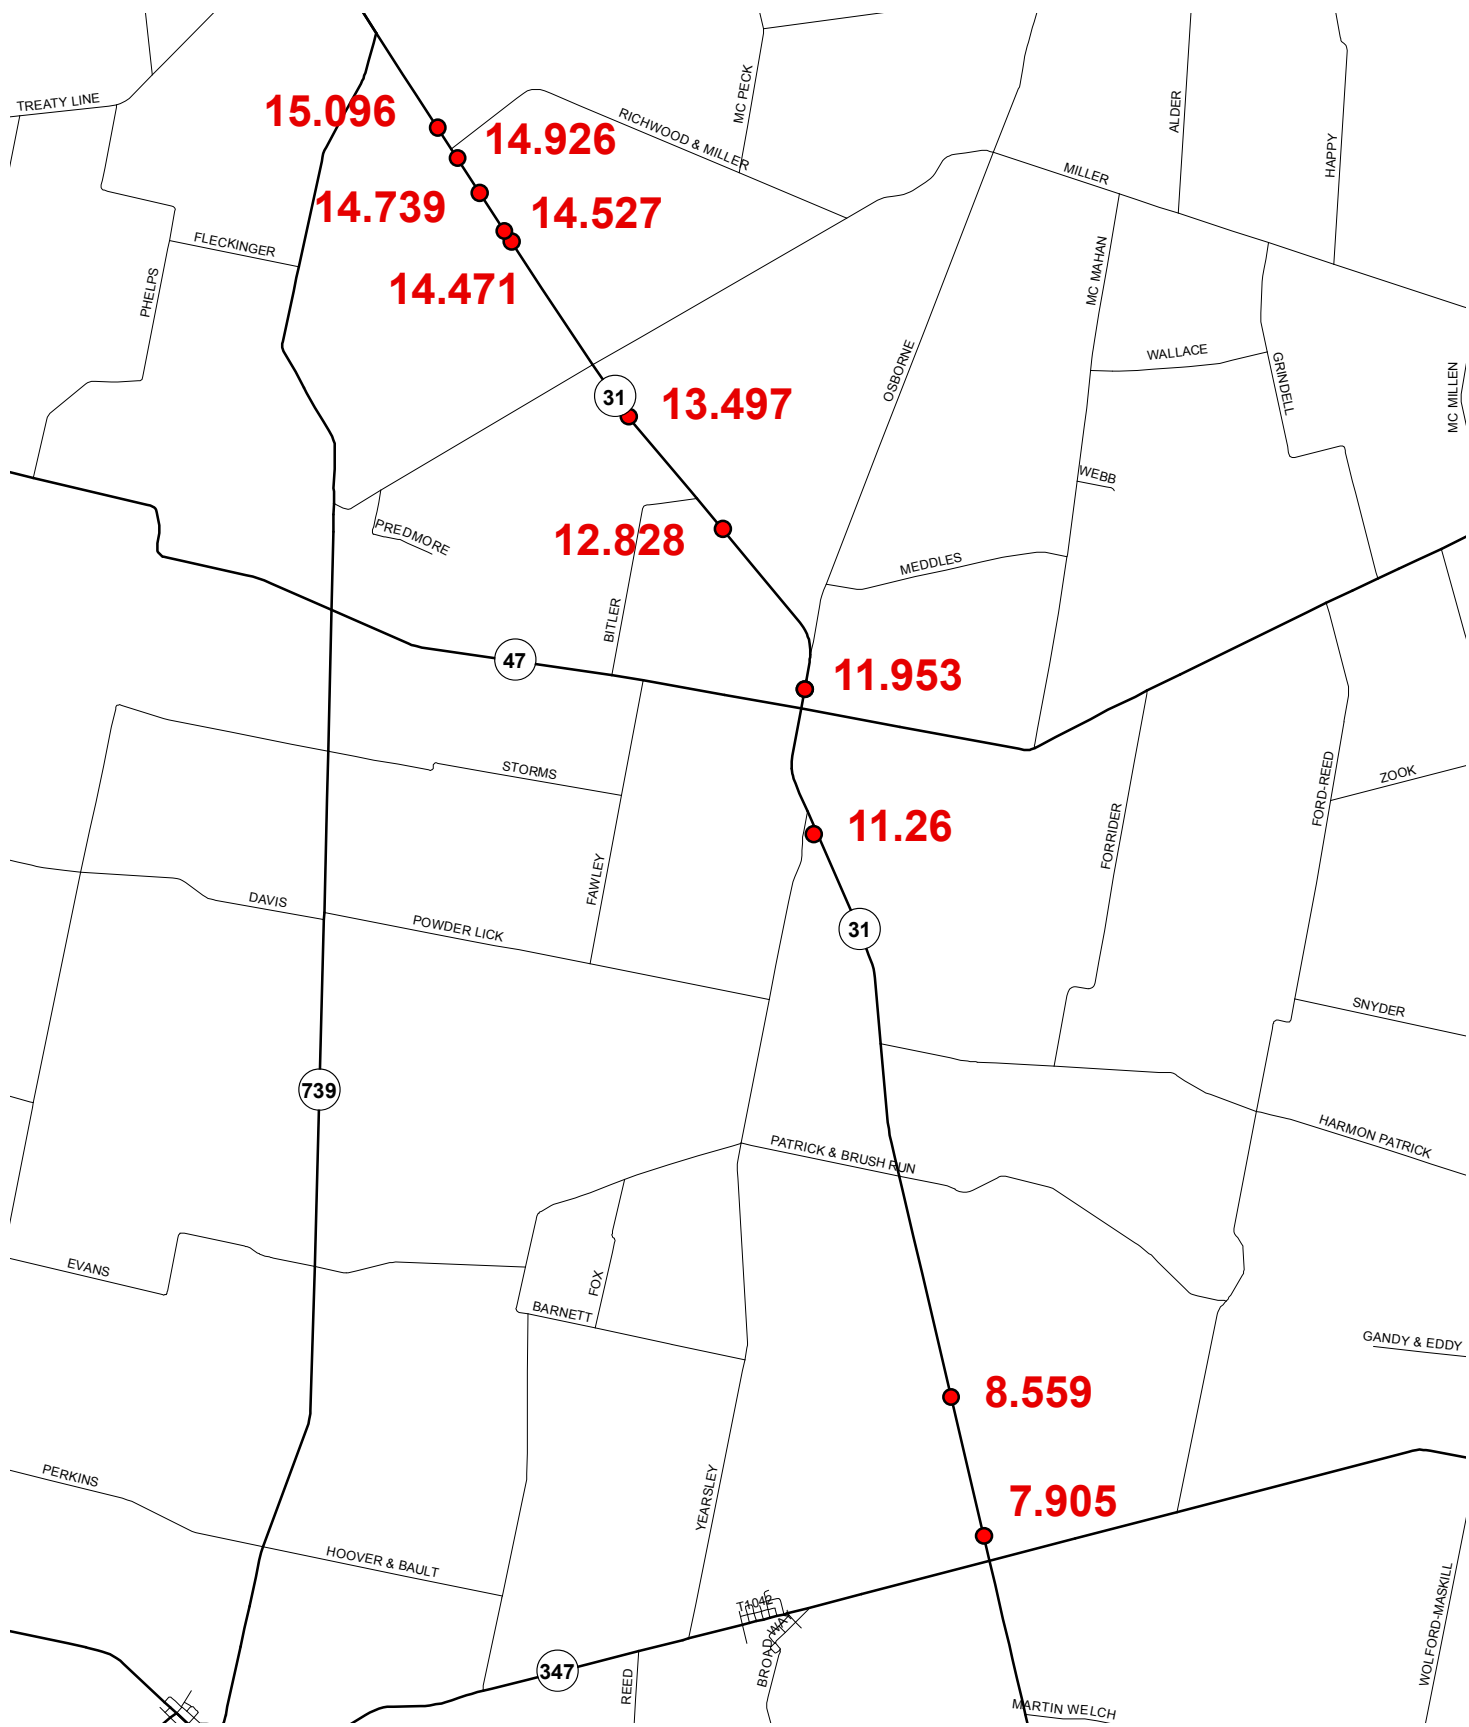 TREATY LINE
15.096
14.926
MC PECK
RICHWOOD & MILLER
ALDER
HAPPY
MILLER
14.739
14.527
FLECKINGER
PHELPS
14.471
MC MAHAN
WALLACE
GRINDELL
MC MILLEN
OSBORNE
31
13.497
WEBB
PREDMORE
12.828
MEDDLES
BITLER
47
11.953
STORMS
ZOOK
FORD-REED
11.26
FORRIDER
FAWLEY
DAVIS
POWDER LICK
31
SNYDER
739
HARMON PATRICK
PATRICK & BRUSH RUN
EVANS
FOX
BARNETT
GANDY & EDDY
8.559
PERKINS
YEARSLEY
7.905
HOOVER & BAULT
T1042
BROADWAY
WOLFORD-MASKILL
347
REED
MARTIN WELCH